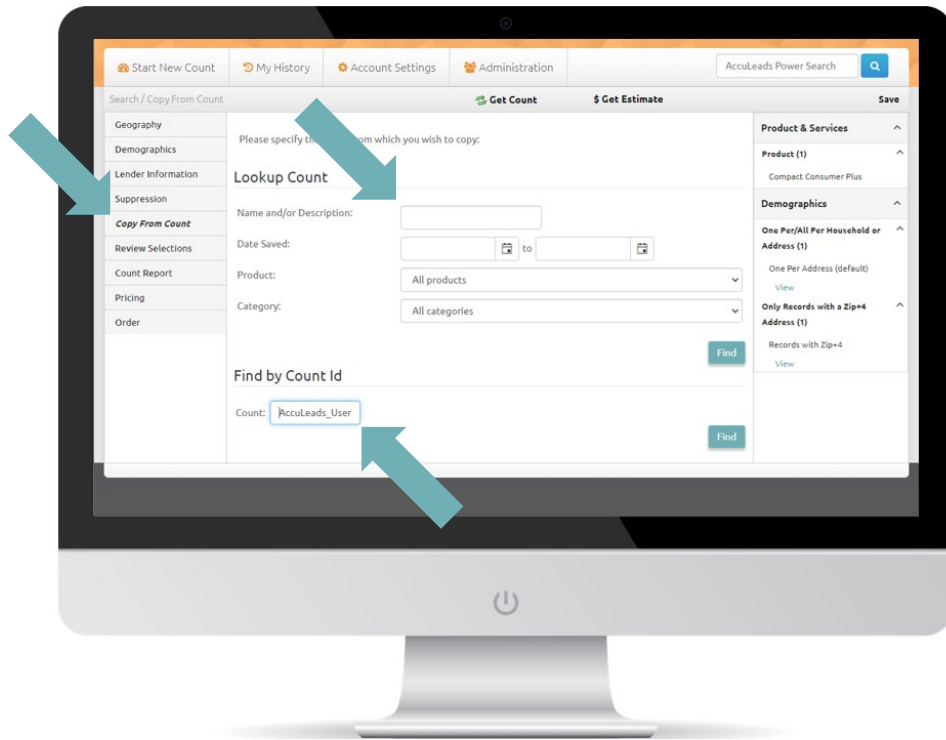 Start New Count
My History
Account Settings
Administration
AccuLeads Power Search
Search / Copy From Count
Get Count
$ Get Estimate
Save
Geography
Demographics
Lender Information
Suppression
Copy From Count
Review Selections
Count Report
Pricing
Order
Please specify th om which you wish to copy:
Lookup Count
Name and/or Description:
Date Saved:
to
Product:
All products
Category:
All categories
Find
Find by Count Id
Count:
AccuLeads_User
Find
Product & Services
Product (1)
Compact Consumer Plus
Demographics
One Per/All Per Household or
Address (1)
One Per Address (default)
View
Only Records with a Zip+4
Address (1)
Records with Zip+4
View